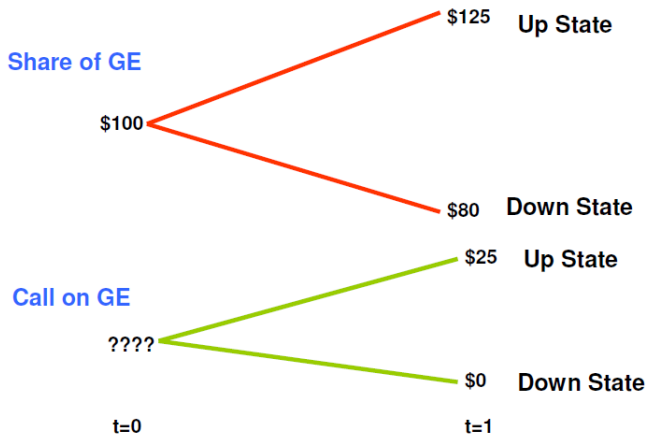 $125 Up State
Share of GE
$100
$80 Down State
$25 Up State
Call on GE
????
$0 Down State
t=0 t=1